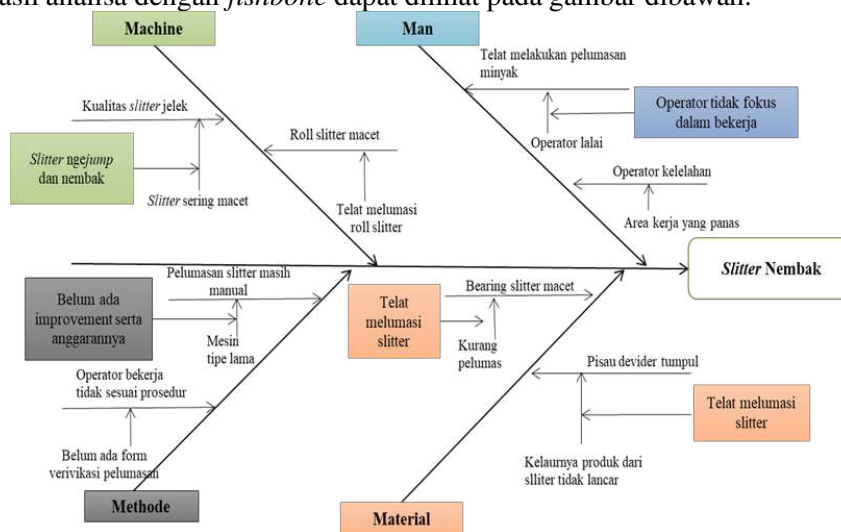 asil analisa dengan fishbone dapat dilihat pada gambar dibawah:
Machine
Man
Telat melakukan pelumasan
minyak
Kualitas slitter jelek
Operator tidak fokus
dalam bekerja
Roll slitter macet
Operator lalai
Slitter ngejump
dan nembak
Operator kelelahan
Slitter sering macet
Telat melumasi
roll slitter
Area kerja yang panas
Slitter Nembak
Pelumasan slitter masih
manual
Bearing slitter macet
Belum ada
improvement serta
anggarannya
Telat
melumasi
slitter
Mesin
tipe lama
Kurang
pelumas
Operator bekerja
tidak sesuai prosedur
Pisau devider tumpul
Telat melumasi
slitter
Belum ada form
verivikasi pelumasan
Kelaurnya produk dari
slliter tidak lancar
Methode
Material